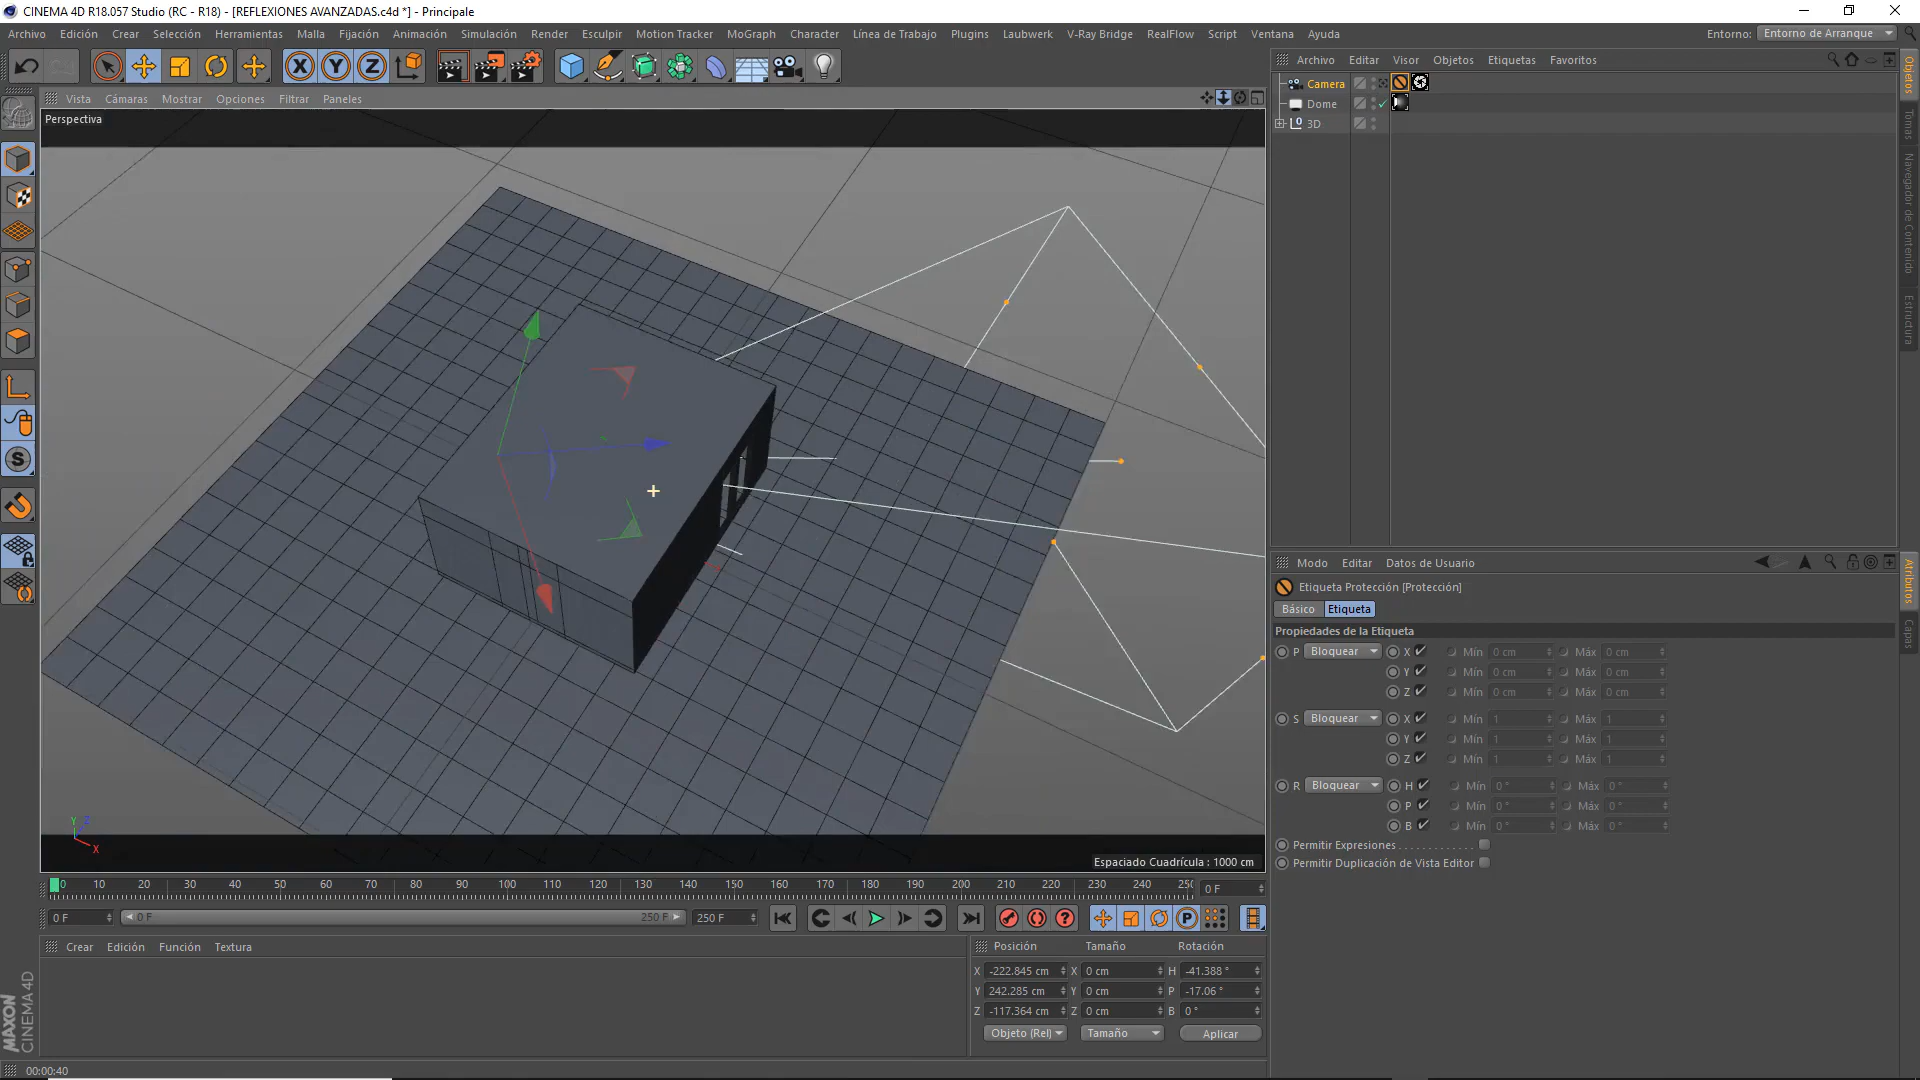 CINEMA 4D R18.057 Studio (RC - R18) - [REFLEXIONES AVANZADAS.c4d *] - Principale
Archivo Edición Crear Selección Herramientas Malla Fijación Animación Simulación Render Esculpir Motion Tracker MoGraph Character Línea de Trabajo Plugins Laubwerk V-Ray Bridge RealFlow Script Ventana Ayuda Entorno: Entorno de Arranque
X Y Z
Vista Cámaras Mostrar Opciones Filtrar Paneles
Perspectiva
Archivo Editar Visor Objetos Etiquetas Favoritos
Camera
Dome
3D
Objetos
Tomas
Navegador de Contenido
Estructura
S
Modo Editar Datos de Usuario
Etiqueta Protección [Protección]
Básico Etiqueta
Propiedades de la Etiqueta
P Bloquear X Mín 0 cm Máx 0 cm
Y Mín 0 cm Máx 0 cm
Z Mín 0 cm Máx 0 cm
S Bloquear X Mín 1 Máx 1
Y Mín 1 Máx 1
Z Mín 1 Máx 1
R Bloquear H Mín 0 ° Máx 0 °
P Mín 0 ° Máx 0 °
B Mín 0 ° Máx 0 °
Permitir Expresiones . . . . . . . . . . . . .
Permitir Duplicación de Vista Editor
Atributos
Capas
Y Z
X
Espaciado Cuadrícula : 1000 cm
0 10 20 30 40 50 60 70 80 90 100 110 120 130 140 150 160 170 180 190 200 210 220 230 240 250 0 F
0 F 0 F 250 F 250 F ? P
Crear Edición Función Textura
Posición Tamaño Rotación
X -222.845 cm X 0 cm H -41.388 °
Y 242.285 cm Y 0 cm P -17.06 °
Z -117.364 cm Z 0 cm B 0 °
Objeto (Rel) Tamaño Aplicar
MAXON
CINEMA 4D
00:00:40